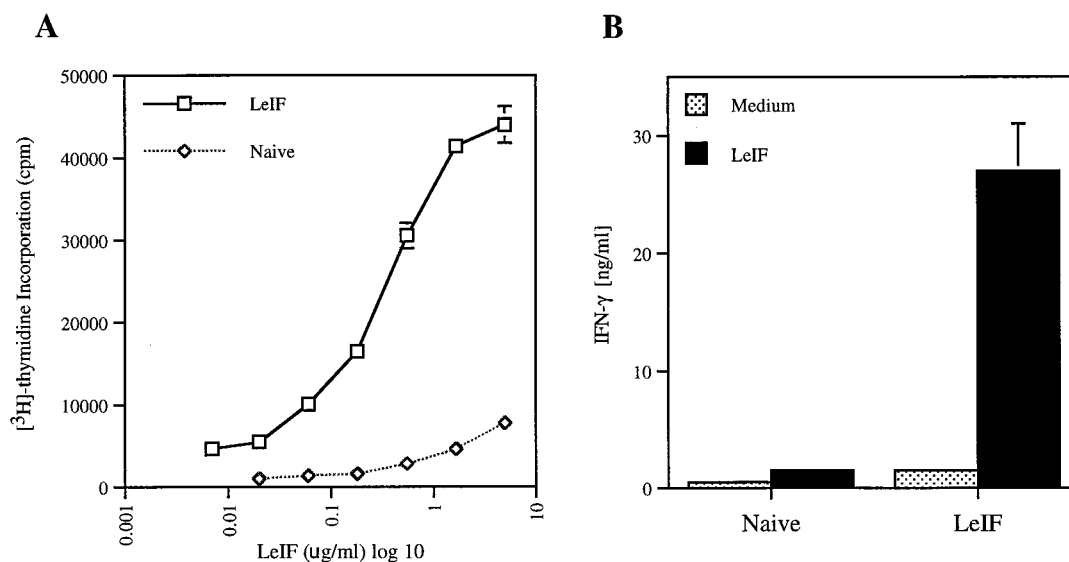 A
50000
40000
30000
20000
10000
0
[³H]-thymidine Incorporation (cpm)
LeIF
Naive
0.001
0.01
0.1
1
10
LeIF (ug/ml) log 10
B
30
20
10
0
IFN-γ [ng/ml]
Medium
LeIF
Naive
LeIF